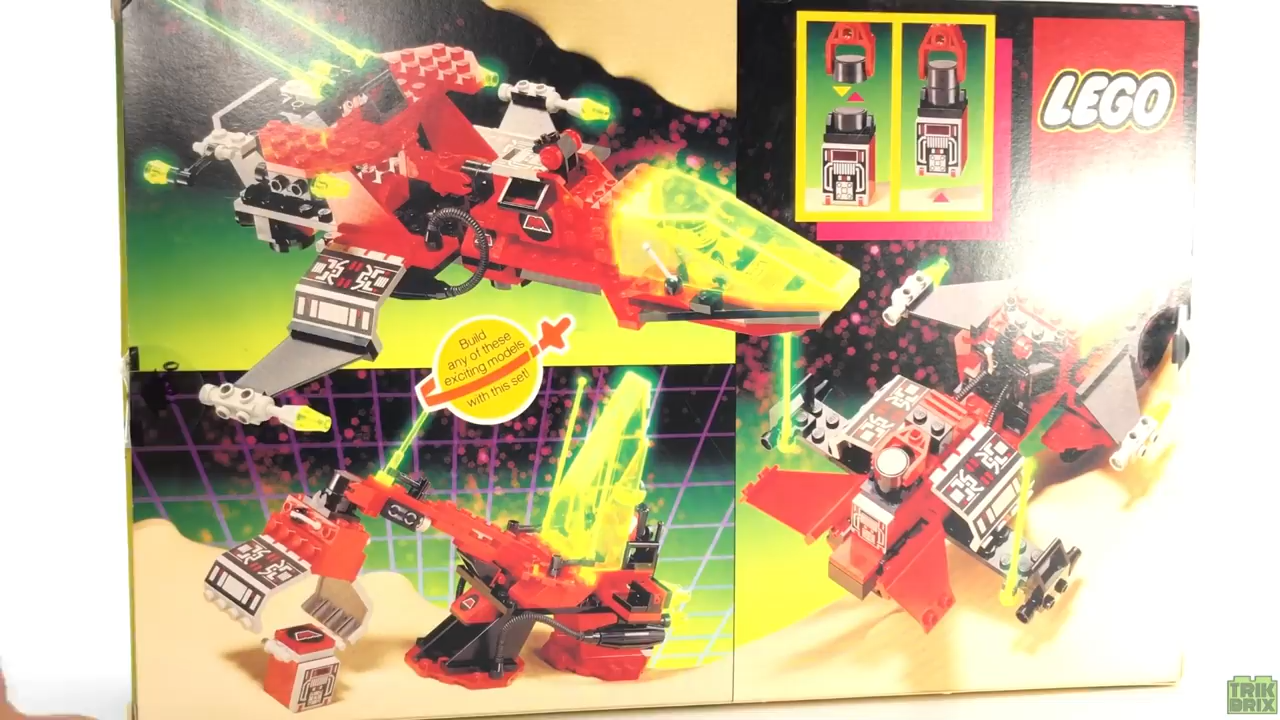 LEGO
Build
any of these
exciting models
with this set!
TRIK
BRIX